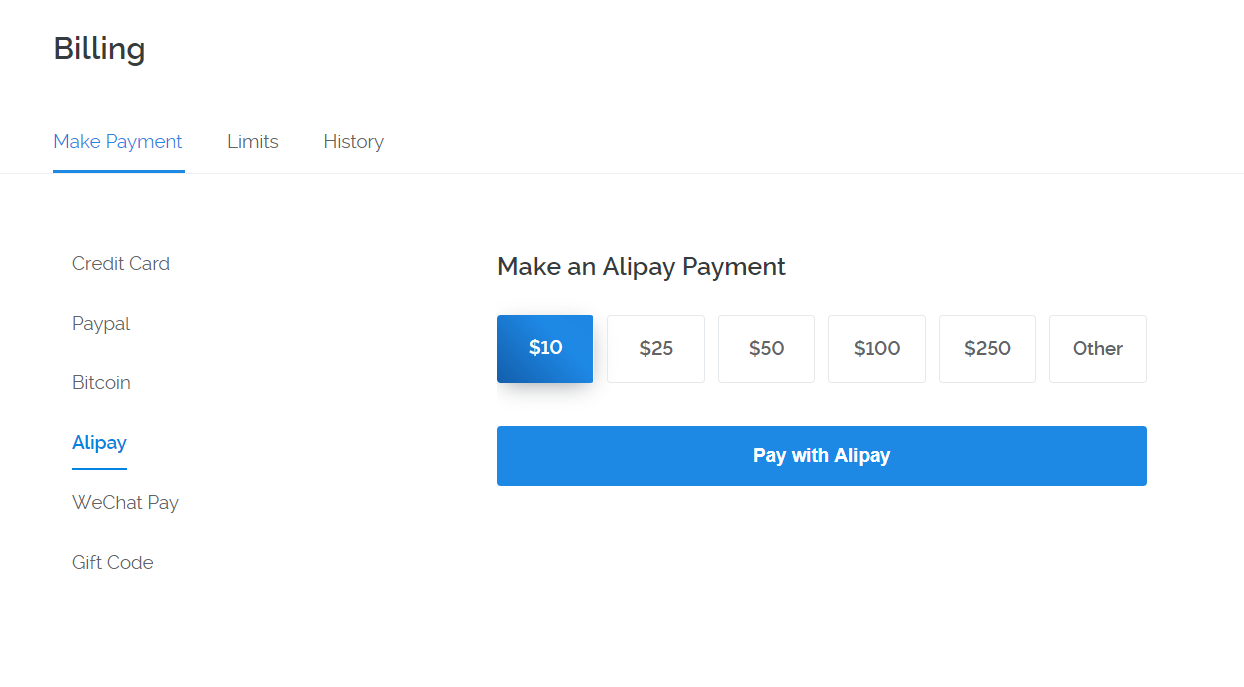 Billing
Make Payment Limits History
Credit Card
Paypal
Bitcoin
Alipay
WeChat Pay
Gift Code
Make an Alipay Payment
$10 $25 $50 $100 $250 Other
Pay with Alipay